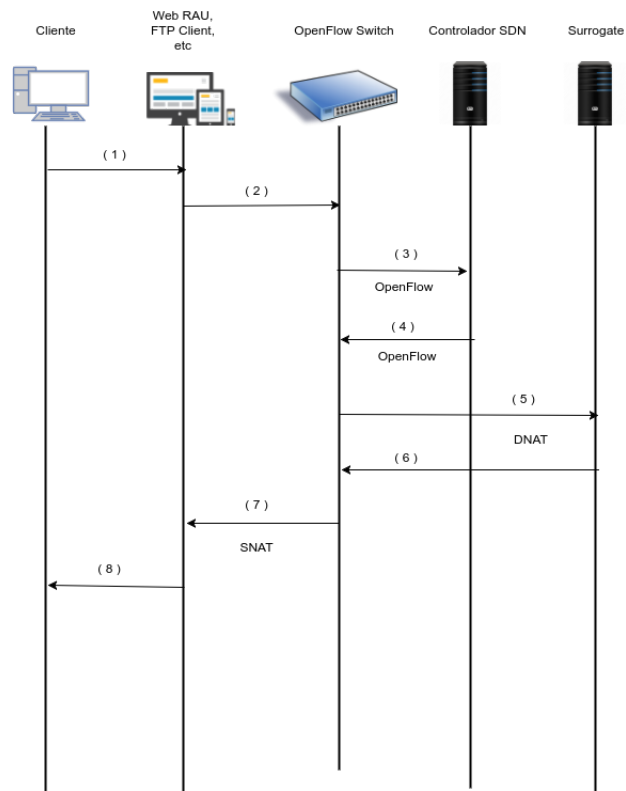 Cliente
Web RAU,
FTP Client,
etc
OpenFlow Switch
Controlador SDN
Surrogate
( 1 )
( 2 )
( 3 )
OpenFlow
( 4 )
OpenFlow
( 5 )
DNAT
( 6 )
( 7 )
SNAT
( 8 )